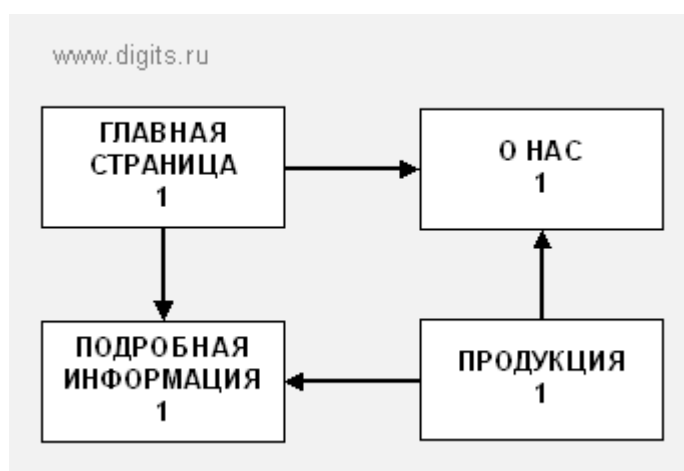 www.digits.ru
ГЛАВНАЯ
СТРАНИЦА
1
О НАС
1
ПОДРОБНАЯ
ИНФОРМАЦИЯ
1
ПРОДУКЦИЯ
1